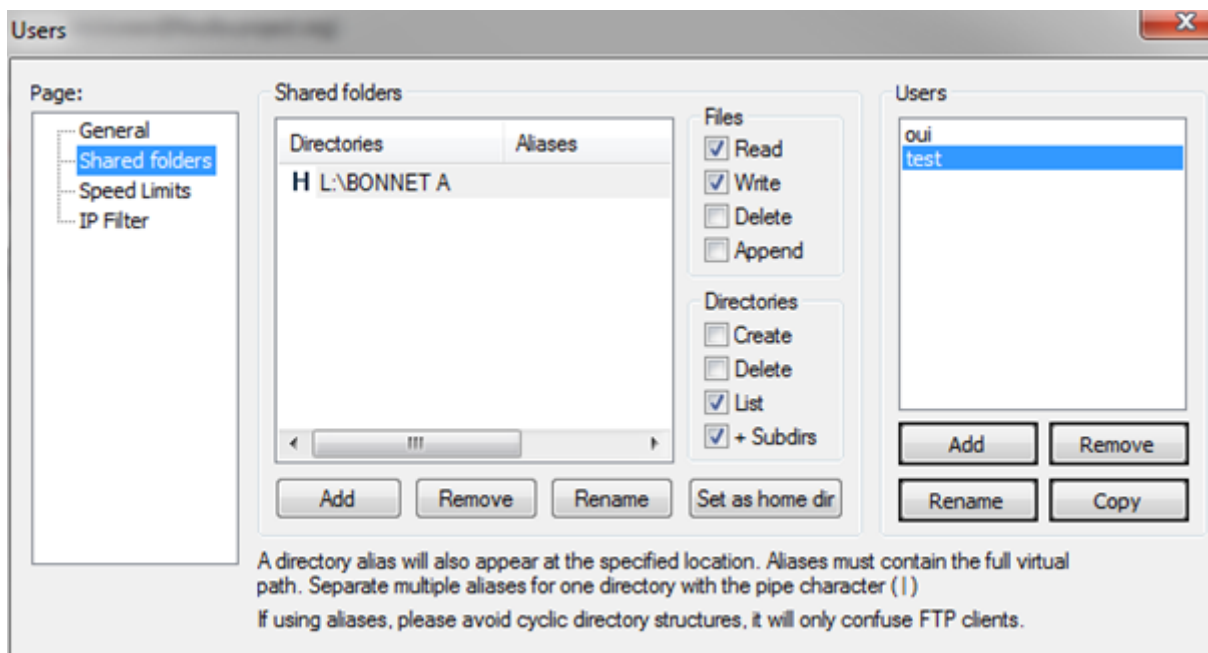 Users
Page:
General
Shared folders
Speed Limits
IP Filter
Shared folders
Directories Aliases
H L:\BONNET A
Add Remove Rename Set as home dir
Files
Read
Write
Delete
Append
Directories
Create
Delete
List
+ Subdirs
Users
oui
test
Add Remove
Rename Copy
A directory alias will also appear at the specified location. Aliases must contain the full virtual
path. Separate multiple aliases for one directory with the pipe character (|)
If using aliases, please avoid cyclic directory structures, it will only confuse FTP clients.